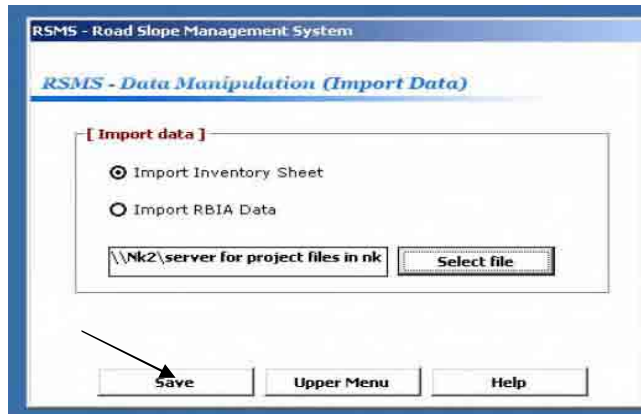 RSMS - Road Slope Management System
RSMS - Data Manipulation (Import Data)
[ Import data ]
Import Inventory Sheet
Import RBIA Data
\\Nk2\server for project files in nk
Select file
Save Upper Menu Help